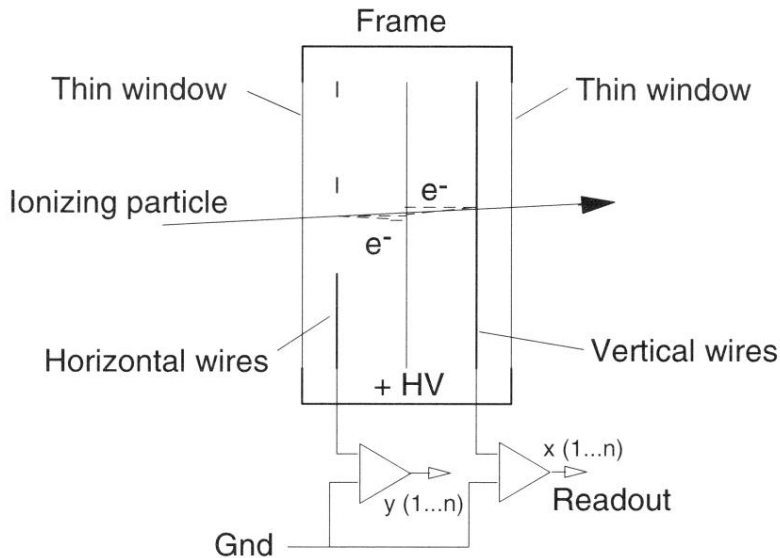 Frame
Thin window
Thin window
e-
Ionizing particle
e-
Horizontal wires
Vertical wires
+ HV
x (1...n)
y (1...n)
Readout
Gnd